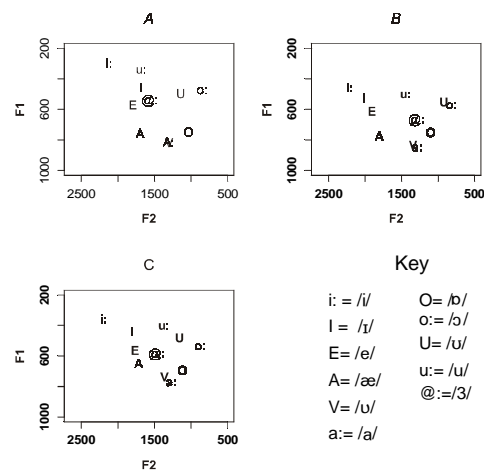 A
200
600
1000
F1
I:
u:
I
E
@:
U
o:
A
A:
O
2500
1500
500
F2
B
200
600
1000
F1
I:
I
E
u:
U
o:
@:
A
V
a:
O
2500
1500
500
F2
C
200
600
1000
F1
i:
I
u:
E
@:
U
o:
A
V
a:
O
2500
1500
500
F2
Key
i: = /i/
I = /ɪ/
E= /e/
A= /æ/
V= /ʋ/
a:= /a/
O= /ɒ/
o:= /ɔ/
U= /ʊ/
u:= /u/
@:= /3/